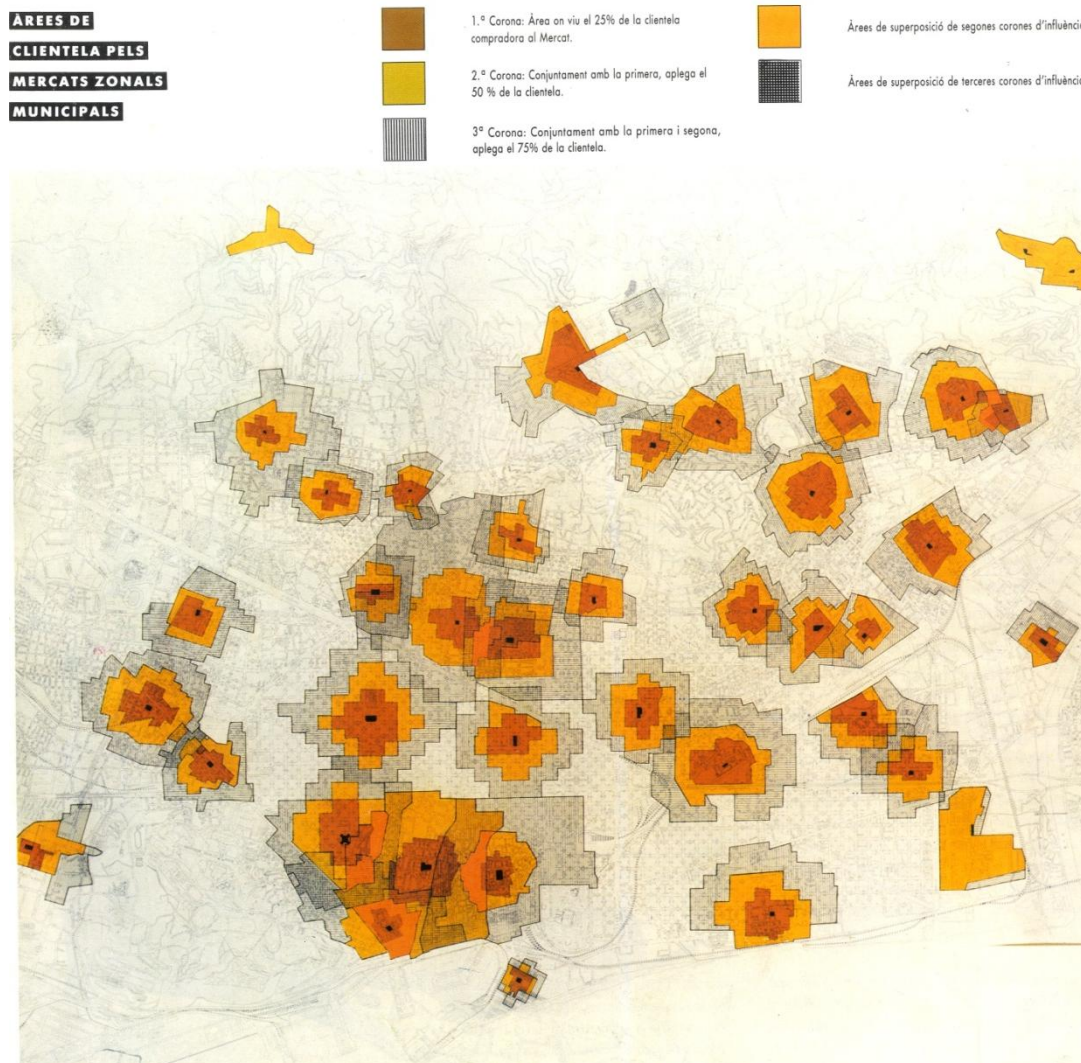 ÀREES DE
CLIENTELA PELS
MERCATS ZONALS
MUNICIPALS
1.ª Corona: Àrea on viu el 25% de la clientela
compradora al Mercat.
2.ª Corona: Conjuntament amb la primera, aplega el
50 % de la clientela.
3ª Corona: Conjuntament amb la primera i segona,
aplega el 75% de la clientela.
Àrees de superposició de segones corones d'influènci
Àrees de superposició de terceres corones d'influènci